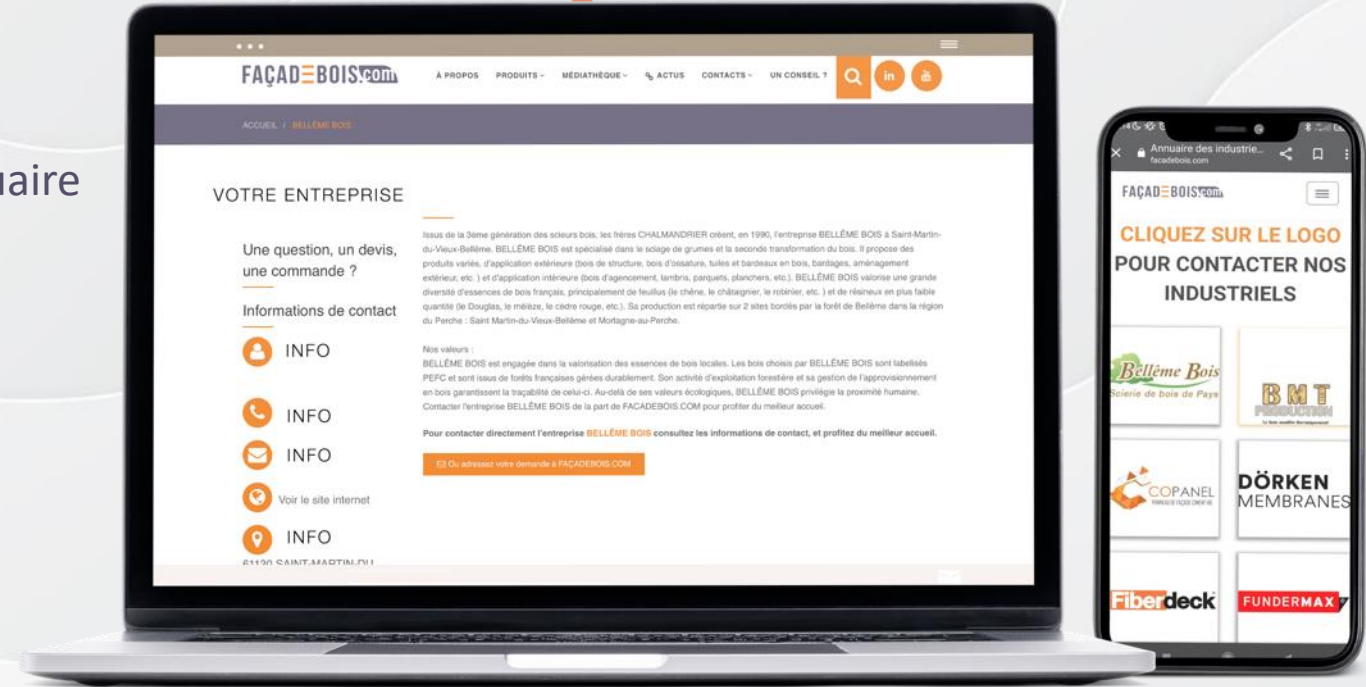 uaire
FAÇADEBOIS.com
À PROPOS PRODUITS MÉDIATHÈQUE ACTUS CONTACTS UN CONSEIL ?
in
ACCUEIL / BELLÊME BOIS
VOTRE ENTREPRISE
Une question, un devis,
une commande ?
Informations de contact
INFO
INFO
INFO
Voir le site internet
INFO
61130 SAINT-MARTIN-DU
Issus de la 3ème génération des scieurs bois, les frères CHALMANDRIER créent, en 1990, l'entreprise BELLÊME BOIS à Saint-Martin-
du-Vieux-Bellême. BELLÊME BOIS est spécialisé dans le sciage de grumes et la seconde transformation du bois. Il propose des
produits variés, d'application extérieure (bois de structure, bois d'ossature, tuiles et bardeaux en bois, bardages, aménagement
extérieur, etc. ) et d'application intérieure (bois d'agencement, lambris, parquets, planchers, etc.). BELLÊME BOIS valorise une grande
diversité d'essences de bois français, principalement de feuillus (le chêne, le châtaignier, le robinier, etc. ) et de résineux en plus faible
quantité (le Douglas, le mélèze, le cèdre rouge, etc.). Sa production est répartie sur 2 sites bordés par la forêt de Bellême dans la région
du Perche : Saint Martin-du-Vieux-Bellême et Mortagne-au-Perche.
Nos valeurs :
BELLÊME BOIS est engagée dans la valorisation des essences de bois locales. Les bois choisis par BELLÊME BOIS sont labelisés
PEFC et sont issus de forêts françaises gérées durablement. Son activité d'exploitation forestière et sa gestion de l'approvisionnement
en bois garantissent la traçabilité de celui-ci. Au-delà de ses valeurs écologiques, BELLÊME BOIS privilégie la proximité humaine.
Contacter l'entreprise BELLÊME BOIS de la part de FACADEBOIS.COM pour profiter du meilleur accueil.
Pour contacter directement l'entreprise BELLÊME BOIS consultez les informations de contact, et profitez du meilleur accueil.
Ou adressez votre demande à FAÇADEBOIS.COM
Annuaire des industrie...
facadebois.com
FAÇADEBOIS.com
CLIQUEZ SUR LE LOGO
POUR CONTACTER NOS
INDUSTRIELS
Bellême Bois
Scierie de bois de Pays
BMT
PRODUCTION
COPANEL
DÖRKEN
MEMBRANES
Fiberdeck
FUNDERMAX